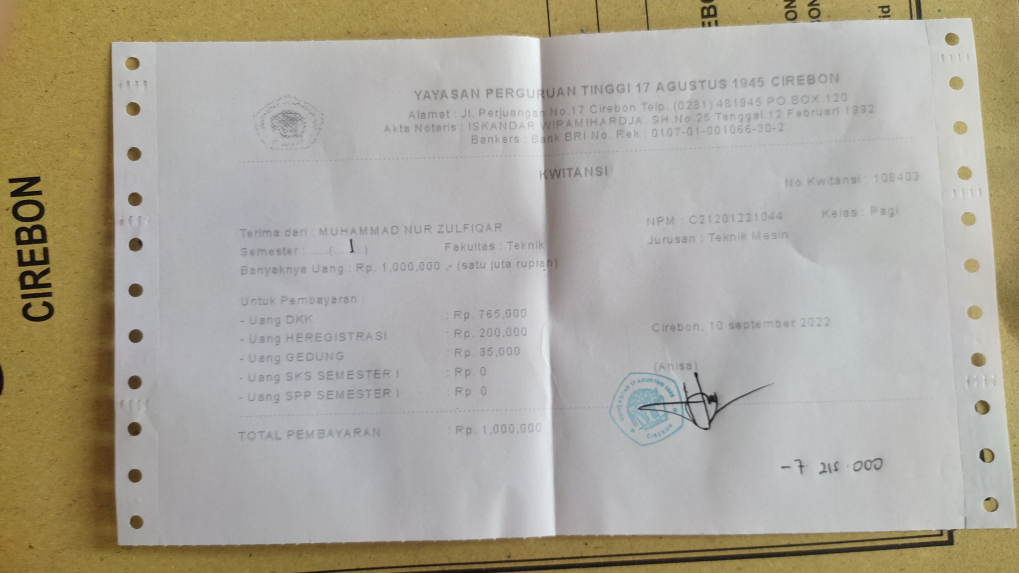 YAYASAN PERGURUAN TINGGI 17 AGUSTUS 1945 CIREBON
Alamat : Jl. Perjuangan No.17 Cirebon Telp. (0231) 481945 PO.BOX.120
Akta Notaris : ISKANDAR WIRAMIHARDJA. SH No.25 Tanggal.12 Februari 1992
Bankers : Bank BRI No. Rek : 0107-01-001066-30-2
KWITANSI
No Kwitansi : 108403
Terima dari : MUHAMMAD NUR ZULFIQAR
NPM : C21201221044 Kelas : Pagi
Semester : .....(... 1 ...) Fakultas : Teknik
Jurusan : Teknik Mesin
Banyaknya Uang : Rp. 1,000,000 ,- (satu juta rupiah)
Untuk Pembayaran :
- Uang DKK : Rp. 765,000
- Uang HEREGISTRASI : Rp. 200,000
- Uang GEDUNG : Rp. 35,000
- Uang SKS SEMESTER I : Rp. 0
- Uang SPP SEMESTER I : Rp. 0
TOTAL PEMBAYARAN : Rp. 1,000,000
Cirebon, 10 september 2022
(Anisa)
17 AGUSTUS 1945
CIREBON
-7.215.000
CIREBON